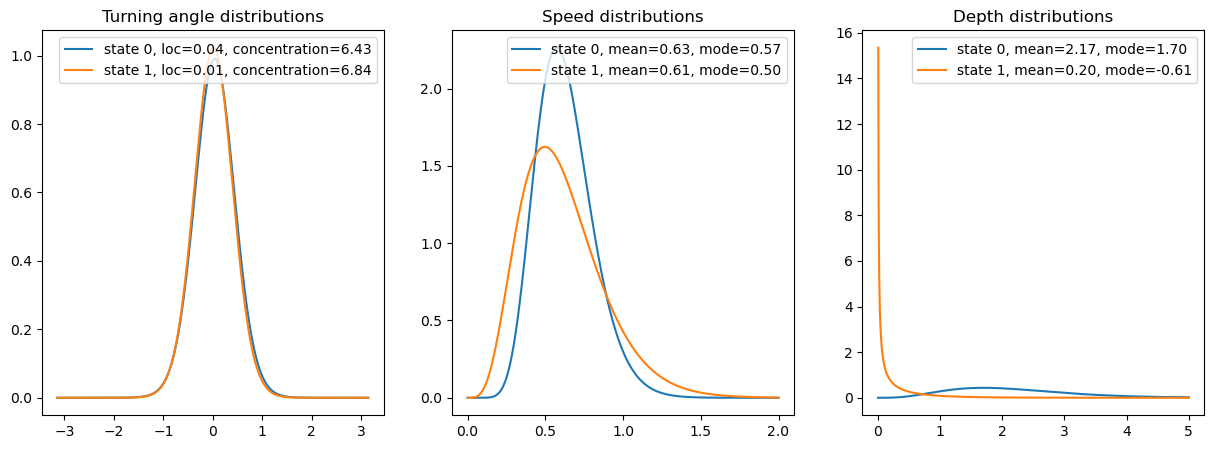 Turning angle distributions
state 0, loc=0.04, concentration=6.43
state 1, loc=0.01, concentration=6.84
1.0
0.8
0.6
0.4
0.2
0.0
−3 −2 −1 0 1 2 3
Speed distributions
state 0, mean=0.63, mode=0.57
state 1, mean=0.61, mode=0.50
2.0
1.5
1.0
0.5
0.0
0.0 0.5 1.0 1.5 2.0
Depth distributions
state 0, mean=2.17, mode=1.70
state 1, mean=0.20, mode=-0.61
16
14
12
10
8
6
4
2
0
0 1 2 3 4 5